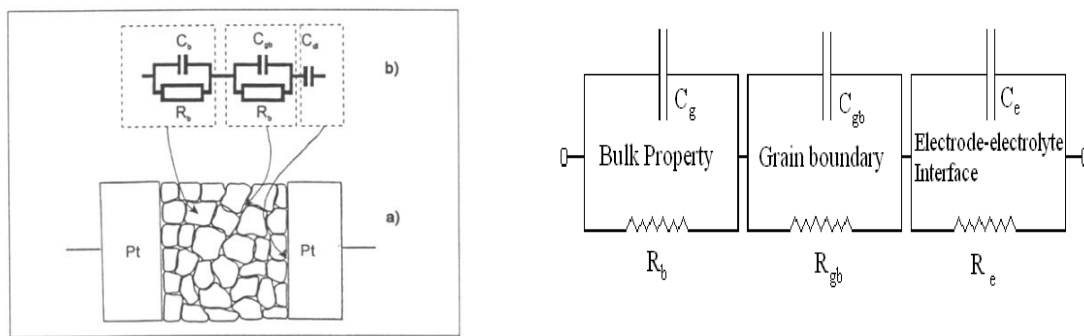 C_b
C_gb
C_dl
b)
R_b
R_b
Pt
Pt
a)
C_g
C_gb
C_e
Bulk Property
Grain boundary
Electrode-electrolyte
Interface
R_b
R_gb
R_e